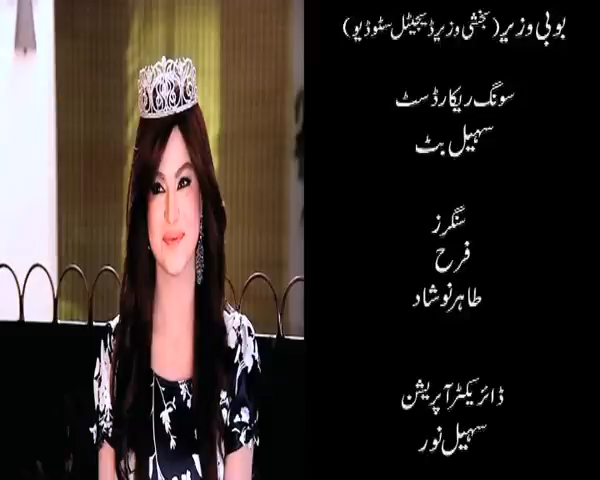 بوبی وزیر (بخشی وزیر ڈیجیٹل سٹوڈیو)
سونگ ریکارڈسٹ
سہیل بٹ
سنگرز
فرح
طاہر نوشاد
ڈائریکٹر آپریشن
سہیل نور